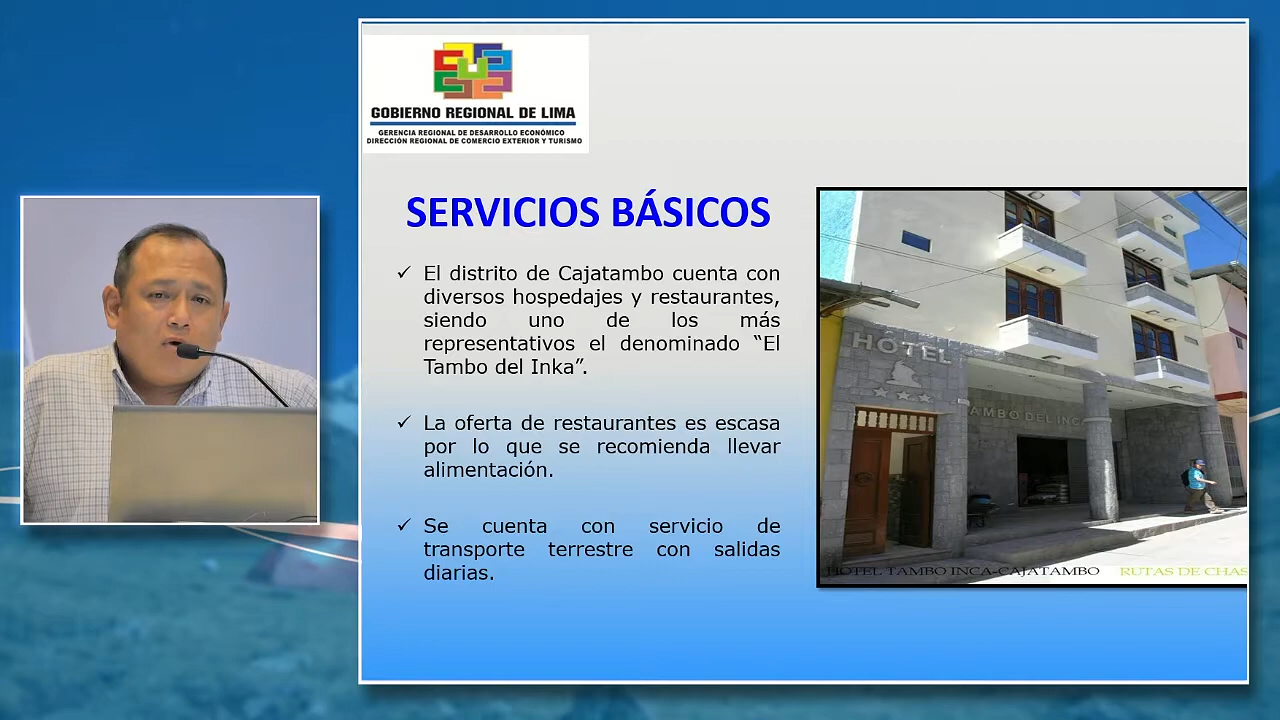 GOBIERNO REGIONAL DE LIMA
GERENCIA REGIONAL DE DESARROLLO ECONÓMICO
DIRECCIÓN REGIONAL DE COMERCIO EXTERIOR Y TURISMO
SERVICIOS BÁSICOS
✓ El distrito de Cajatambo cuenta con
diversos hospedajes y restaurantes,
siendo uno de los más
representativos el denominado “El
Tambo del Inka”.
✓ La oferta de restaurantes es escasa
por lo que se recomienda llevar
alimentación.
✓ Se cuenta con servicio de
transporte terrestre con salidas
diarias.
HOTEL
TAMBO DEL INCA
HOTEL TAMBO INCA-CAJATAMBO
RUTAS DE CHAS